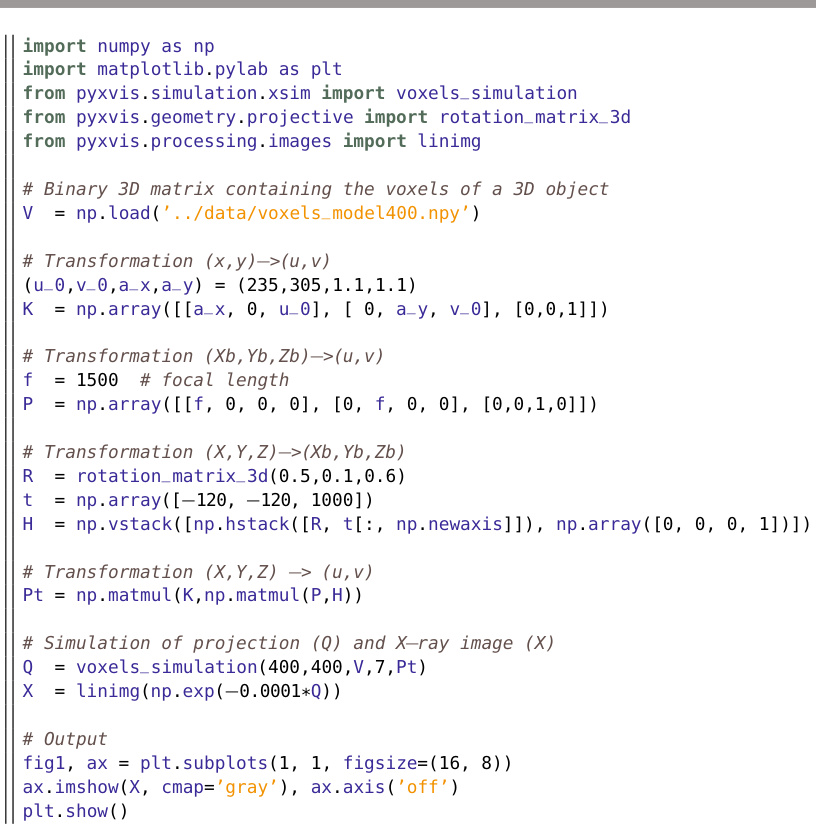 import numpy as np
import matplotlib.pylab as plt
from pyxvis.simulation.xsim import voxels_simulation
from pyxvis.geometry.projective import rotation_matrix_3d
from pyxvis.processing.images import linimg
# Binary 3D matrix containing the voxels of a 3D object
V  = np.load('../data/voxels_model400.npy')
# Transformation (x,y)—>(u,v)
(u_0,v_0,a_x,a_y) = (235,305,1.1,1.1)
K  = np.array([[a_x, 0, u_0], [ 0, a_y, v_0], [0,0,1]])
# Transformation (Xb,Yb,Zb)—>(u,v)
f  = 1500  # focal length
P  = np.array([[f, 0, 0, 0], [0, f, 0, 0], [0,0,1,0]])
# Transformation (X,Y,Z)—>(Xb,Yb,Zb)
R  = rotation_matrix_3d(0.5,0.1,0.6)
t  = np.array([—120, —120, 1000])
H  = np.vstack([np.hstack([R, t[:, np.newaxis]]), np.array([0, 0, 0, 1])])
# Transformation (X,Y,Z) —> (u,v)
Pt = np.matmul(K,np.matmul(P,H))
# Simulation of projection (Q) and X—ray image (X)
Q  = voxels_simulation(400,400,V,7,Pt)
X  = linimg(np.exp(—0.0001*Q))
# Output
fig1, ax = plt.subplots(1, 1, figsize=(16, 8))
ax.imshow(X, cmap='gray'), ax.axis('off')
plt.show()